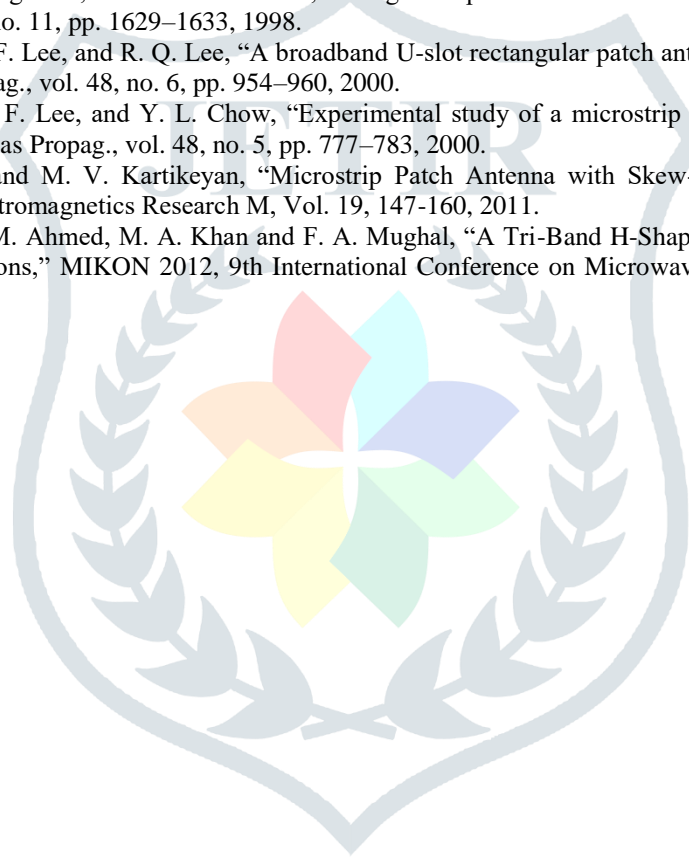 no. 11, pp. 1629–1633, 1998.
F. Lee, and R. Q. Lee, “A broadband U-slot rectangular patch ant
ag., vol. 48, no. 6, pp. 954–960, 2000.
F. Lee, and Y. L. Chow, “Experimental study of a microstrip
as Propag., vol. 48, no. 5, pp. 777–783, 2000.
and M. V. Kartikeyan, “Microstrip Patch Antenna with Skew-
tromagnetics Research M, Vol. 19, 147-160, 2011.
M. Ahmed, M. A. Khan and F. A. Mughal, “A Tri-Band H-Shap
ons,” MIKON 2012, 9th International Conference on Microwav
JETIR